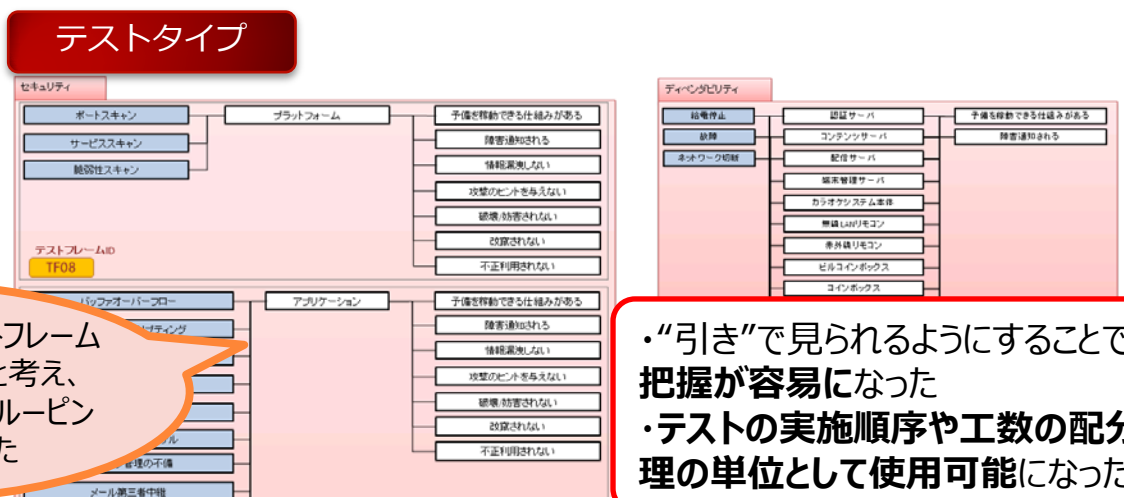 テストタイプ
セキュリティ
ポートスキャン
サービススキャン
脆弱性スキャン
プラットフォーム
予備を稼動できる仕組みがある
障害通知される
情報漏洩しない
攻撃のヒントを与えない
破壊/妨害されない
改竄されない
不正利用されない
テストフレームID
TF08
バッファオーバーフロー
アプリケーション
予備を稼動できる仕組みがある
障害通知される
情報漏洩しない
攻撃のヒントを与えない
破壊/妨害されない
改竄されない
不正利用されない
管理の不備
メール第三者中継
フレーム
と考え、
ルーピン
た
ディペンダビリティ
給電停止
故障
ネットワーク切断
認証サーバ
コンテンツサーバ
配信サーバ
端末管理サーバ
カラオケシステム本体
無線LANリモコン
赤外線リモコン
ビルコインボックス
コインボックス
予備を稼動できる仕組みがある
障害通知される
・“引き”で見られるようにすることで
把握が容易になった
・テストの実施順序や工数の配分
理の単位として使用可能になった